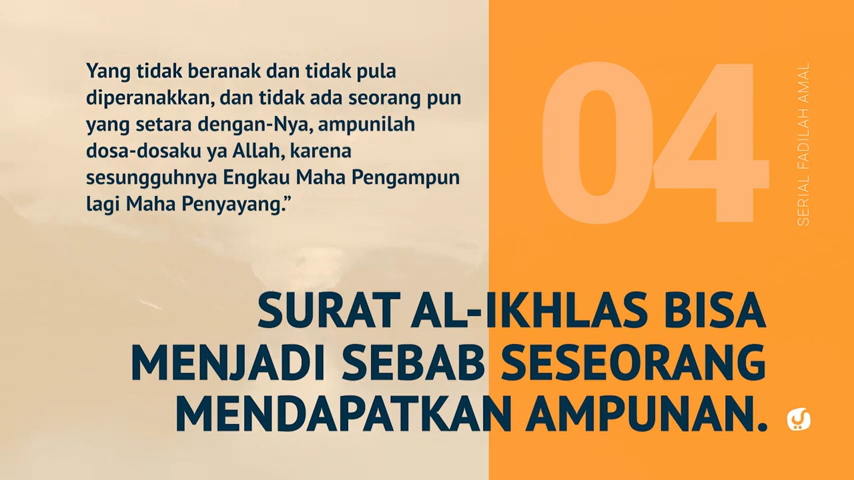 Yang tidak beranak dan tidak pula
diperanakkan, dan tidak ada seorang pun
yang setara dengan-Nya, ampunilah
dosa-dosaku ya Allah, karena
sesungguhnya Engkau Maha Pengampun
lagi Maha Penyayang.”
04
SERIAL FADILAH AMAL
SURAT AL-IKHLAS BISA
MENJADI SEBAB SESEORANG
MENDAPATKAN AMPUNAN.